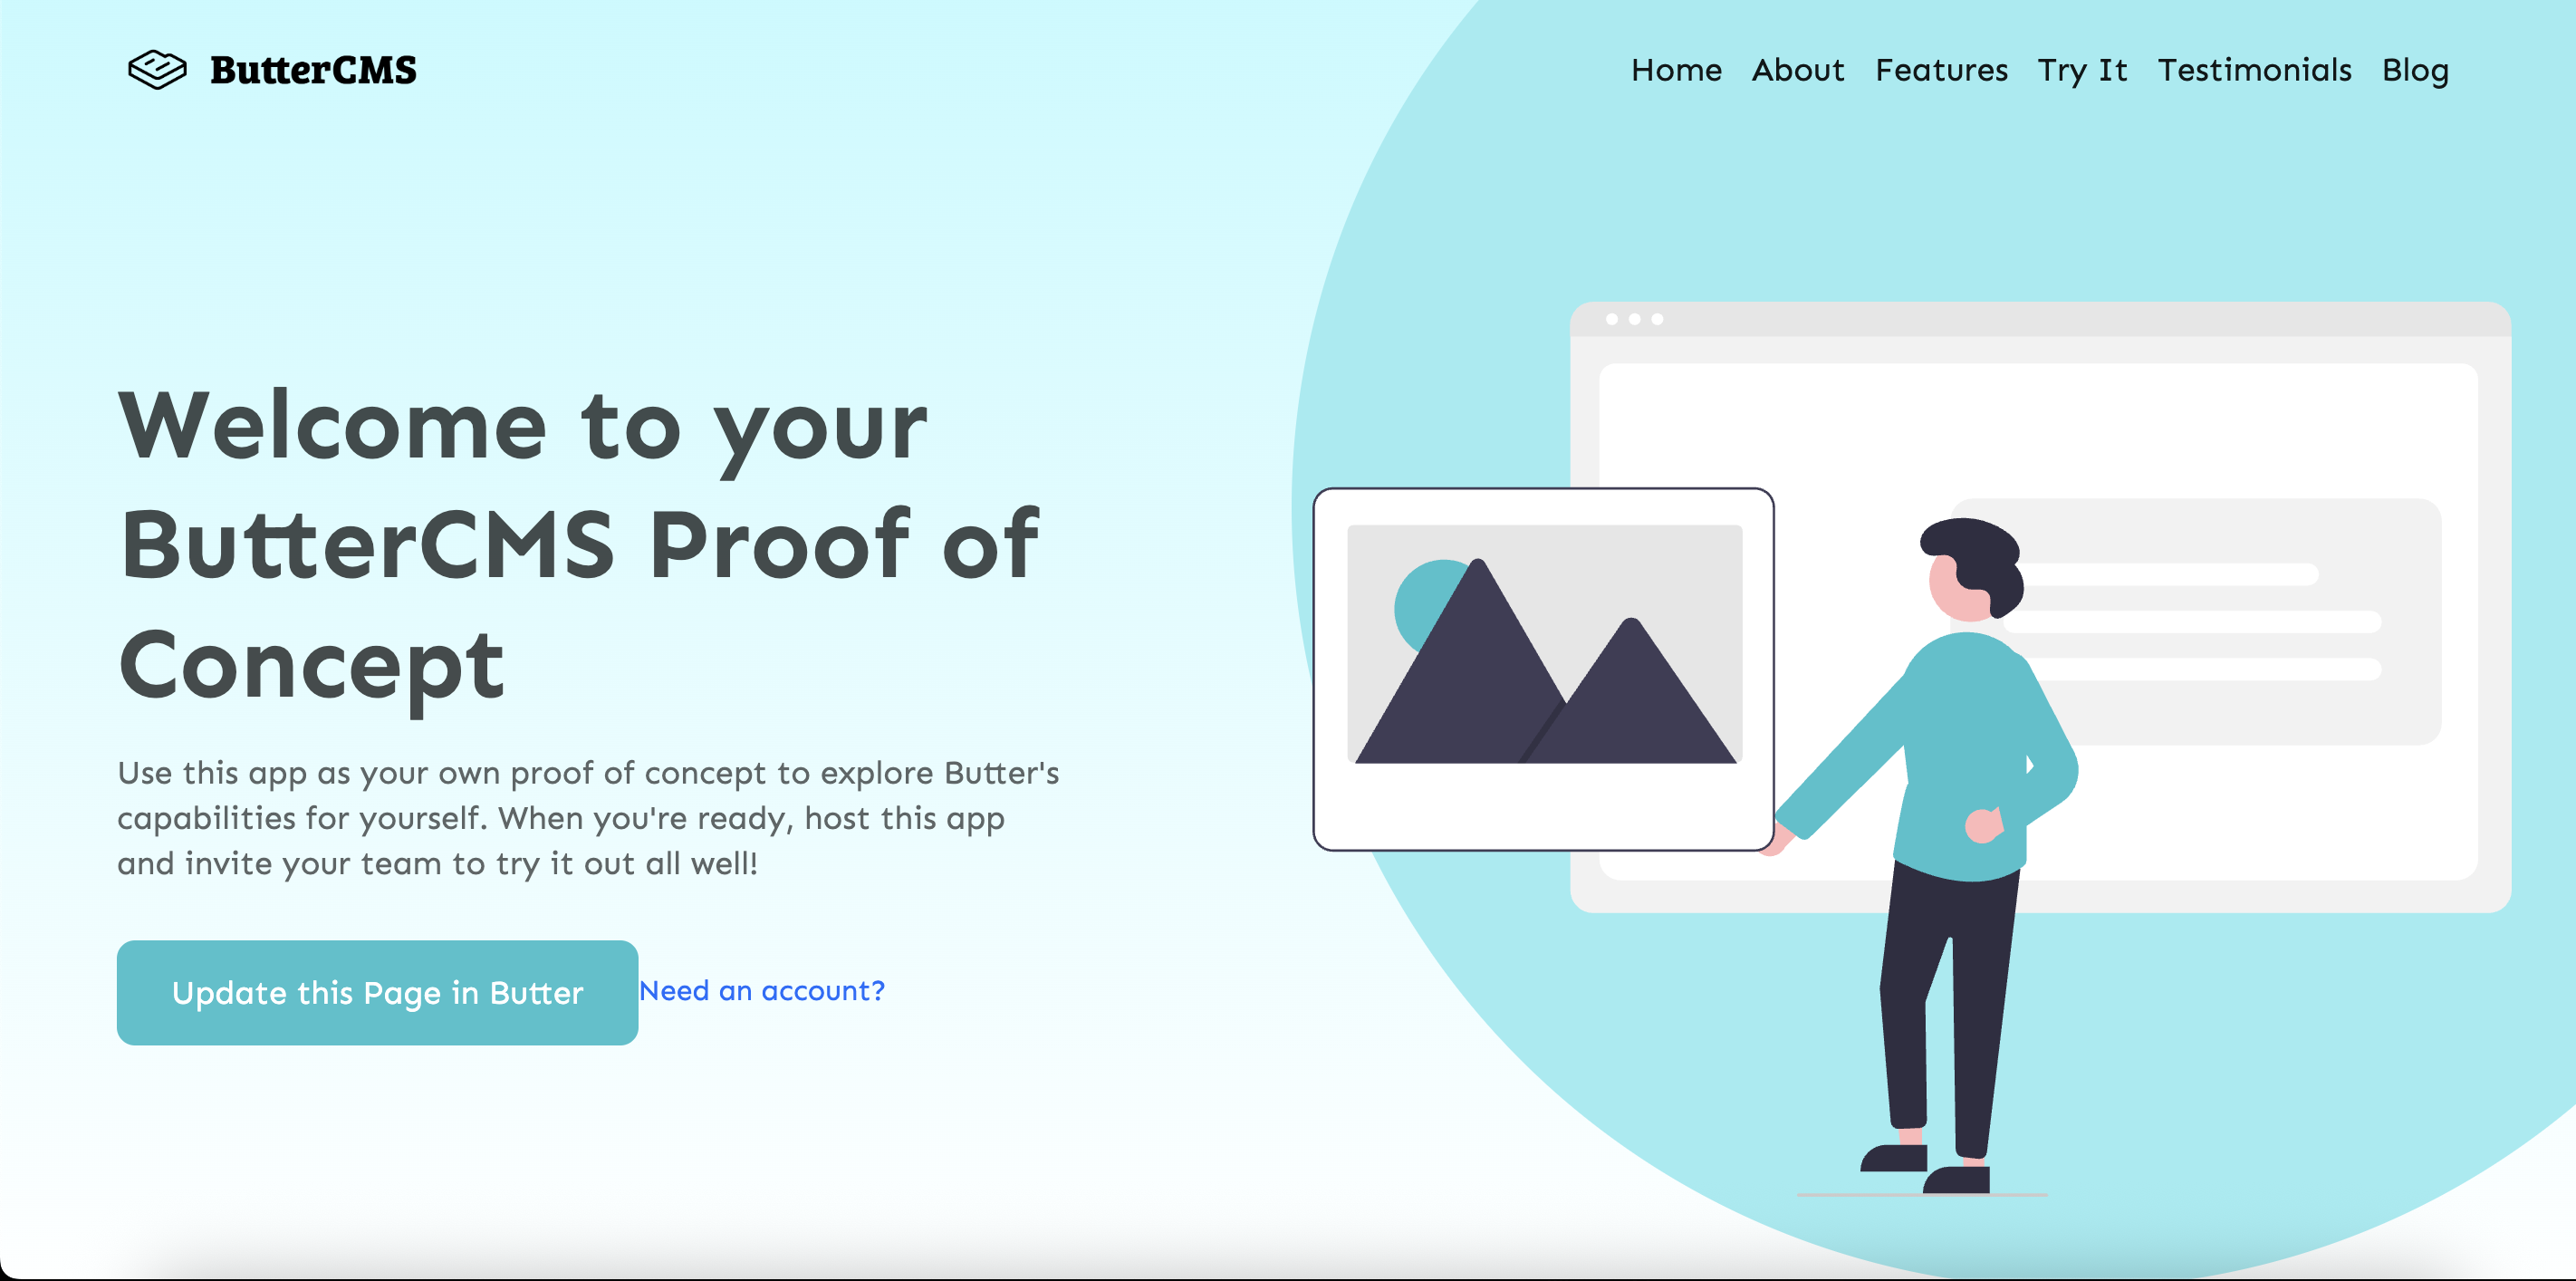 ButterCMS
Home About Features Try It Testimonials Blog
Welcome to your
ButterCMS Proof of
Concept
Use this app as your own proof of concept to explore Butter's
capabilities for yourself. When you're ready, host this app
and invite your team to try it out all well!
Update this Page in Butter
Need an account?